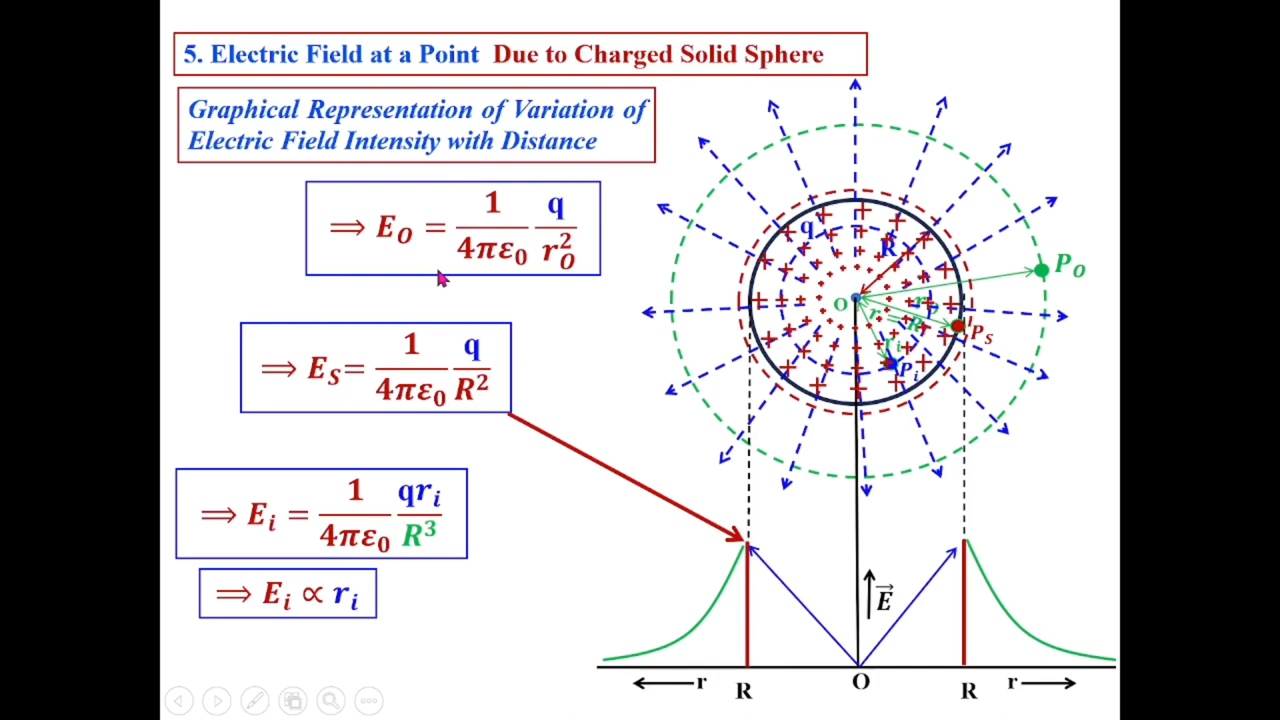 5. Electric Field at a Point Due to Charged Solid Sphere
Graphical Representation of Variation of
Electric Field Intensity with Distance
⟹ E_O = 1/(4πε₀) q/r_O²
⟹ E_S= 1/(4πε₀) q/R²
⟹ E_i = 1/(4πε₀) qr_i/R³
⟹ E_i ∝ r_i
q
R
P_O
O
r = R
P_S
r_i
P_i
E⃗
r
R
O
R
r